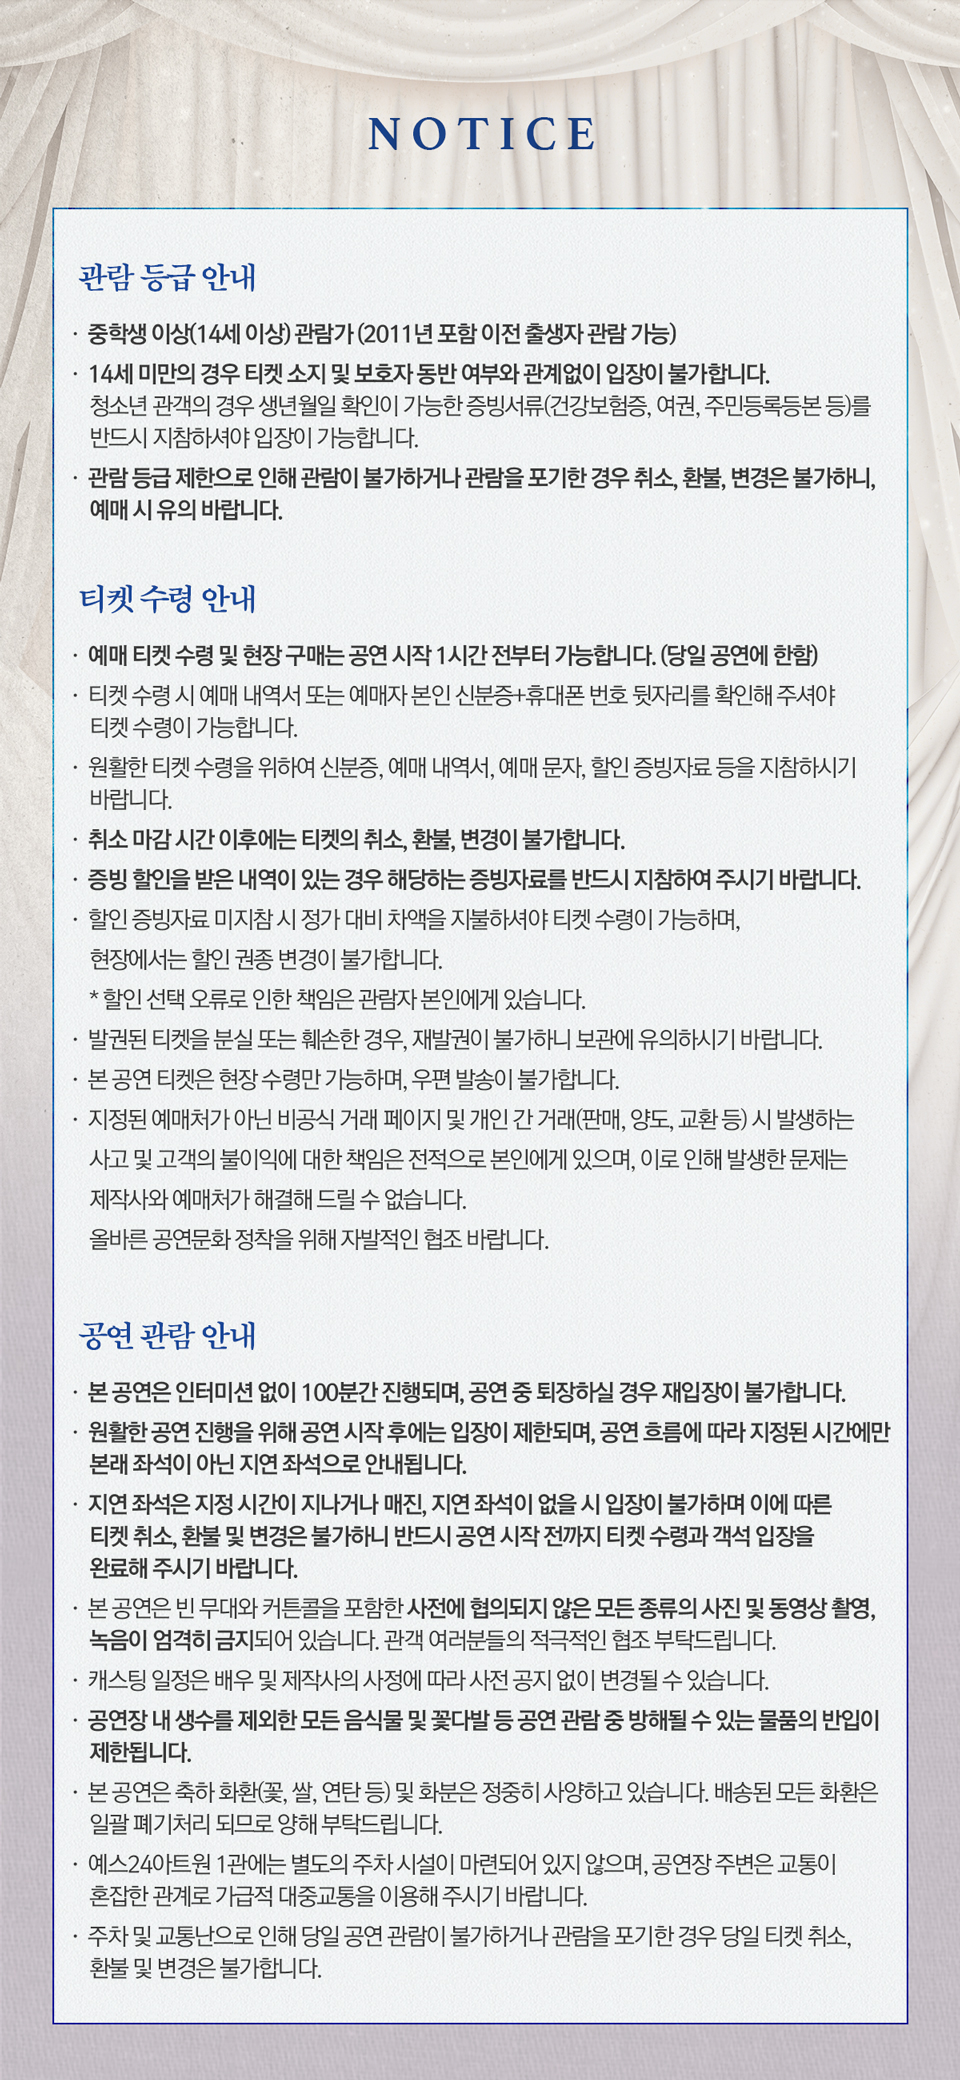 NOTICE
관람 등급 안내
· 중학생 이상(14세 이상) 관람가 (2011년 포함 이전 출생자 관람 가능)
· 14세 미만의 경우 티켓 소지 및 보호자 동반 여부와 관계없이 입장이 불가합니다.
청소년 관객의 경우 생년월일 확인이 가능한 증빙서류(건강보험증, 여권, 주민등록등본 등)를
반드시 지참하셔야 입장이 가능합니다.
· 관람 등급 제한으로 인해 관람이 불가하거나 관람을 포기한 경우 취소, 환불, 변경은 불가하니,
예매 시 유의 바랍니다.
티켓 수령 안내
· 예매 티켓 수령 및 현장 구매는 공연 시작 1시간 전부터 가능합니다. (당일 공연에 한함)
· 티켓 수령 시 예매 내역서 또는 예매자 본인 신분증+휴대폰 번호 뒷자리를 확인해 주셔야
티켓 수령이 가능합니다.
· 원활한 티켓 수령을 위하여 신분증, 예매 내역서, 예매 문자, 할인 증빙자료 등을 지참하시기
바랍니다.
· 취소 마감 시간 이후에는 티켓의 취소, 환불, 변경이 불가합니다.
· 증빙 할인을 받은 내역이 있는 경우 해당하는 증빙자료를 반드시 지참하여 주시기 바랍니다.
· 할인 증빙자료 미지참 시 정가 대비 차액을 지불하셔야 티켓 수령이 가능하며,
현장에서는 할인 권종 변경이 불가합니다.
* 할인 선택 오류로 인한 책임은 관람자 본인에게 있습니다.
· 발권된 티켓을 분실 또는 훼손한 경우, 재발권이 불가하니 보관에 유의하시기 바랍니다.
· 본 공연 티켓은 현장 수령만 가능하며, 우편 발송이 불가합니다.
· 지정된 예매처가 아닌 비공식 거래 페이지 및 개인 간 거래(판매, 양도, 교환 등) 시 발생하는
사고 및 고객의 불이익에 대한 책임은 전적으로 본인에게 있으며, 이로 인해 발생한 문제는
제작사와 예매처가 해결해 드릴 수 없습니다.
올바른 공연문화 정착을 위해 자발적인 협조 바랍니다.
공연 관람 안내
· 본 공연은 인터미션 없이 100분간 진행되며, 공연 중 퇴장하실 경우 재입장이 불가합니다.
· 원활한 공연 진행을 위해 공연 시작 후에는 입장이 제한되며, 공연 흐름에 따라 지정된 시간에만
본래 좌석이 아닌 지연 좌석으로 안내됩니다.
· 지연 좌석은 지정 시간이 지나거나 매진, 지연 좌석이 없을 시 입장이 불가하며 이에 따른
티켓 취소, 환불 및 변경은 불가하니 반드시 공연 시작 전까지 티켓 수령과 객석 입장을
완료해 주시기 바랍니다.
· 본 공연은 빈 무대와 커튼콜을 포함한 사전에 협의되지 않은 모든 종류의 사진 및 동영상 촬영,
녹음이 엄격히 금지되어 있습니다. 관객 여러분들의 적극적인 협조 부탁드립니다.
· 캐스팅 일정은 배우 및 제작사의 사정에 따라 사전 공지 없이 변경될 수 있습니다.
· 공연장 내 생수를 제외한 모든 음식물 및 꽃다발 등 공연 관람 중 방해될 수 있는 물품의 반입이
제한됩니다.
· 본 공연은 축하 화환(꽃, 쌀, 연탄 등) 및 화분은 정중히 사양하고 있습니다. 배송된 모든 화환은
일괄 폐기처리 되므로 양해 부탁드립니다.
· 예스24아트원 1관에는 별도의 주차 시설이 마련되어 있지 않으며, 공연장 주변은 교통이
혼잡한 관계로 가급적 대중교통을 이용해 주시기 바랍니다.
· 주차 및 교통난으로 인해 당일 공연 관람이 불가하거나 관람을 포기한 경우 당일 티켓 취소,
환불 및 변경은 불가합니다.